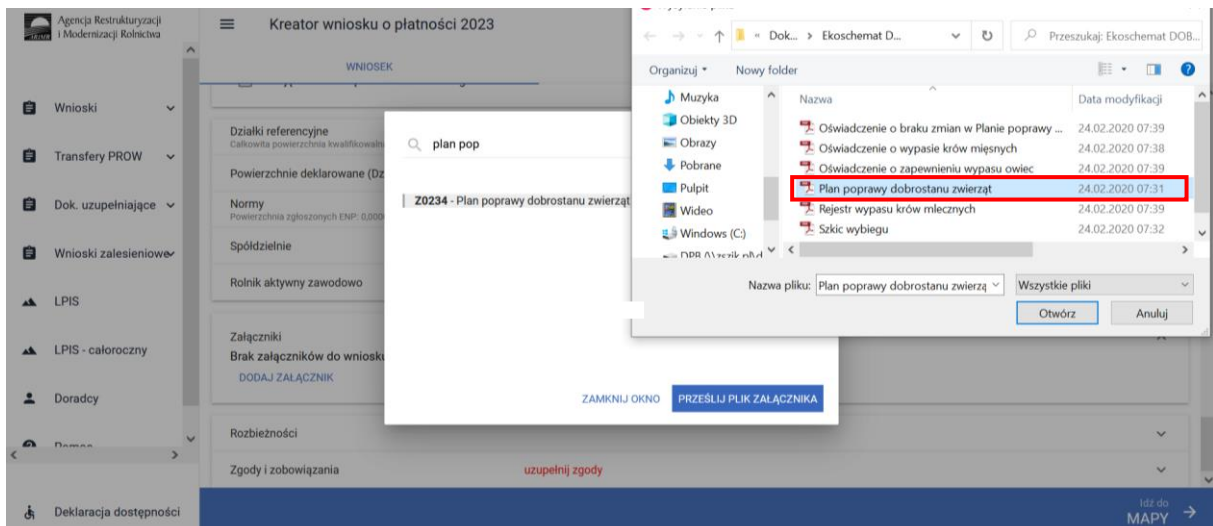 Agencja Restrukturyzacji
i Modernizacji Rolnictwa
Wnioski
Transfery PROW
Dok. uzupełniające
Wnioski zalesieniowe
LPIS
LPIS - całoroczny
Doradcy
Deklaracja dostępności
Kreator wniosku o płatności 2023
WNIOSEK
Działki referencyjne
Całkowita powierzchnia
Powierzchnie deklarowane (Dz
Normy
Powierzchnia zgłoszonych ENP: 0,000
Spółdzielnie
Rolnik aktywny zawodowo
Załączniki
Brak załączników do wniosku
DODAJ ZAŁĄCZNIK
Rozbieżności
Zgody i zobowiązania uzupełnij zgody
Idź do
MAPY
plan pop
Z0234 - Plan poprawy dobrostanu zwierząt
ZAMKNIJ OKNO PRZEŚLIJ PLIK ZAŁĄCZNIKA
« Dok... > Ekoschemat D... Przeszukaj: Ekoschemat DOB...
Organizuj Nowy folder
Muzyka
Obiekty 3D
Obrazy
Pobrane
Pulpit
Wideo
Windows (C:)
Nazwa Data modyfikacji
Oświadczenie o braku zmian w Planie poprawy ... 24.02.2020 07:39
Oświadczenie o wypasie krów mięsnych 24.02.2020 07:38
Oświadczenie o zapewnieniu wypasu owiec 24.02.2020 07:39
Plan poprawy dobrostanu zwierząt 24.02.2020 07:31
Rejestr wypasu krów mlecznych 24.02.2020 07:39
Szkic wybiegu 24.02.2020 07:32
Nazwa pliku: Plan poprawy dobrostanu zwierzą Wszystkie pliki
Otwórz Anuluj